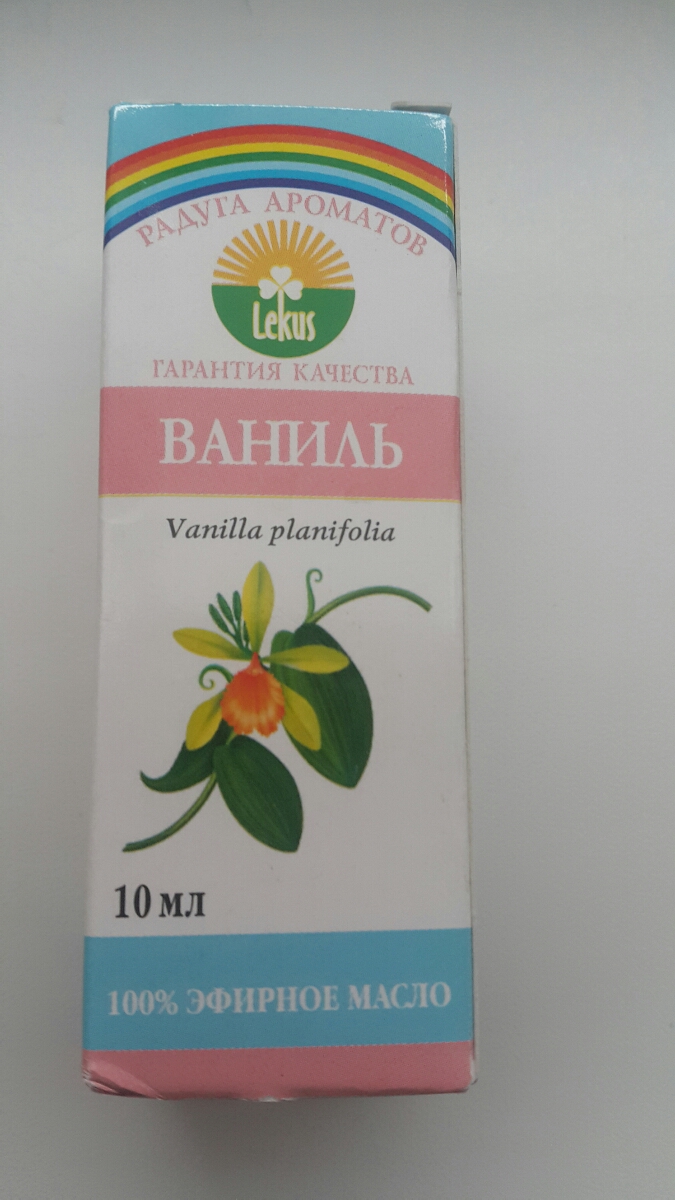 РАДУГА АРОМАТОВ
Lekus
ГАРАНТИЯ КАЧЕСТВА
ВАНИЛЬ
Vanilla planifolia
10 мл
100% ЭФИРНОЕ МАСЛО